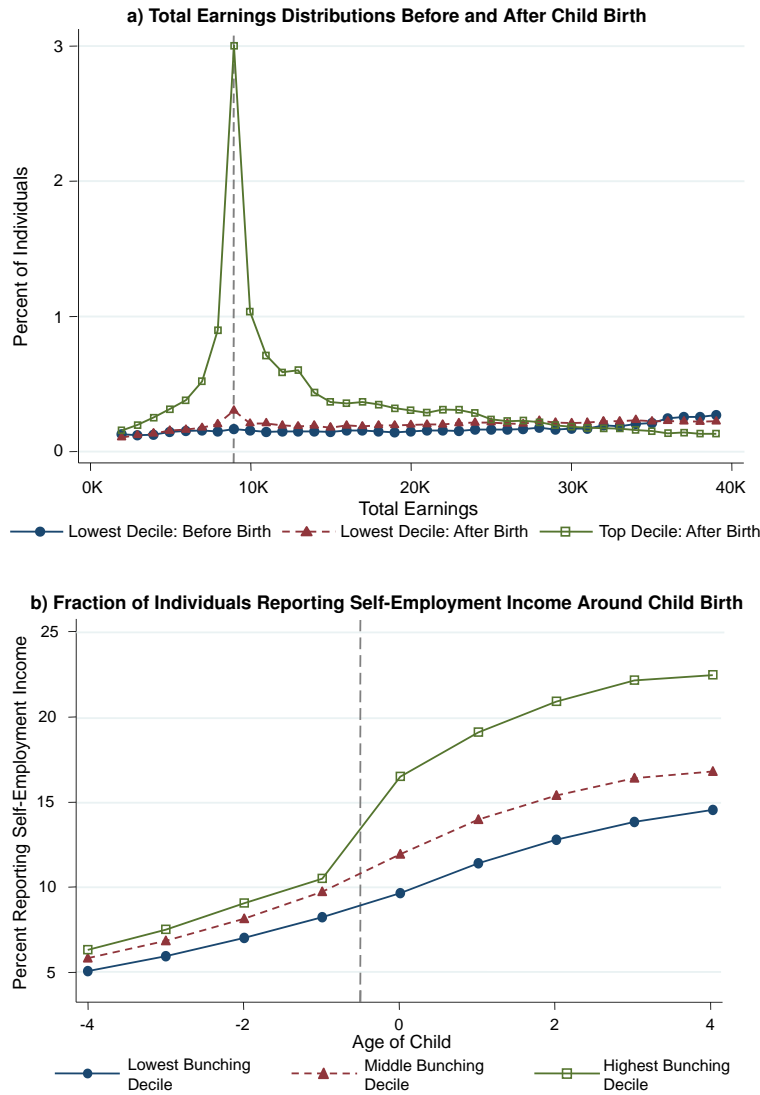 a) Total Earnings Distributions Before and After Child Birth
Percent of Individuals
3
2
1
0
0K 10K 20K 30K 40K
Total Earnings
Lowest Decile: Before Birth Lowest Decile: After Birth Top Decile: After Birth
b) Fraction of Individuals Reporting Self-Employment Income Around Child Birth
Percent Reporting Self-Employment Income
25
20
15
10
5
-4 -2 0 2 4
Age of Child
Lowest Bunching Middle Bunching Highest Bunching
Decile Decile Decile